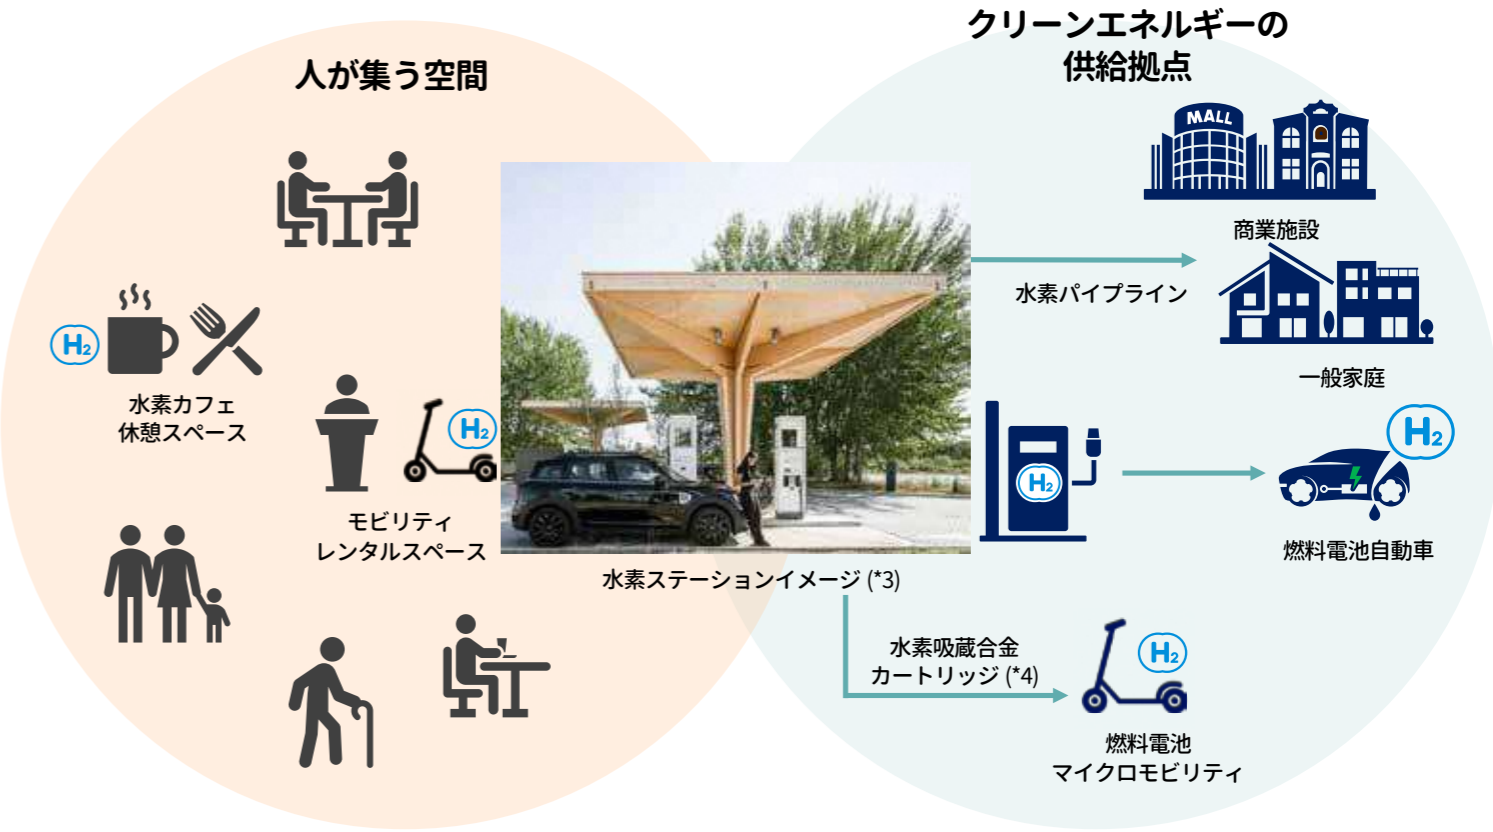 人が集う空間
H2
水素カフェ
休憩スペース
H2
モビリティ
レンタルスペース
水素ステーションイメージ (*3)
クリーンエネルギーの
供給拠点
MALL
商業施設
水素パイプライン
一般家庭
H2
H2
燃料電池自動車
水素吸蔵合金
カートリッジ (*4)
H2
燃料電池
マイクロモビリティ